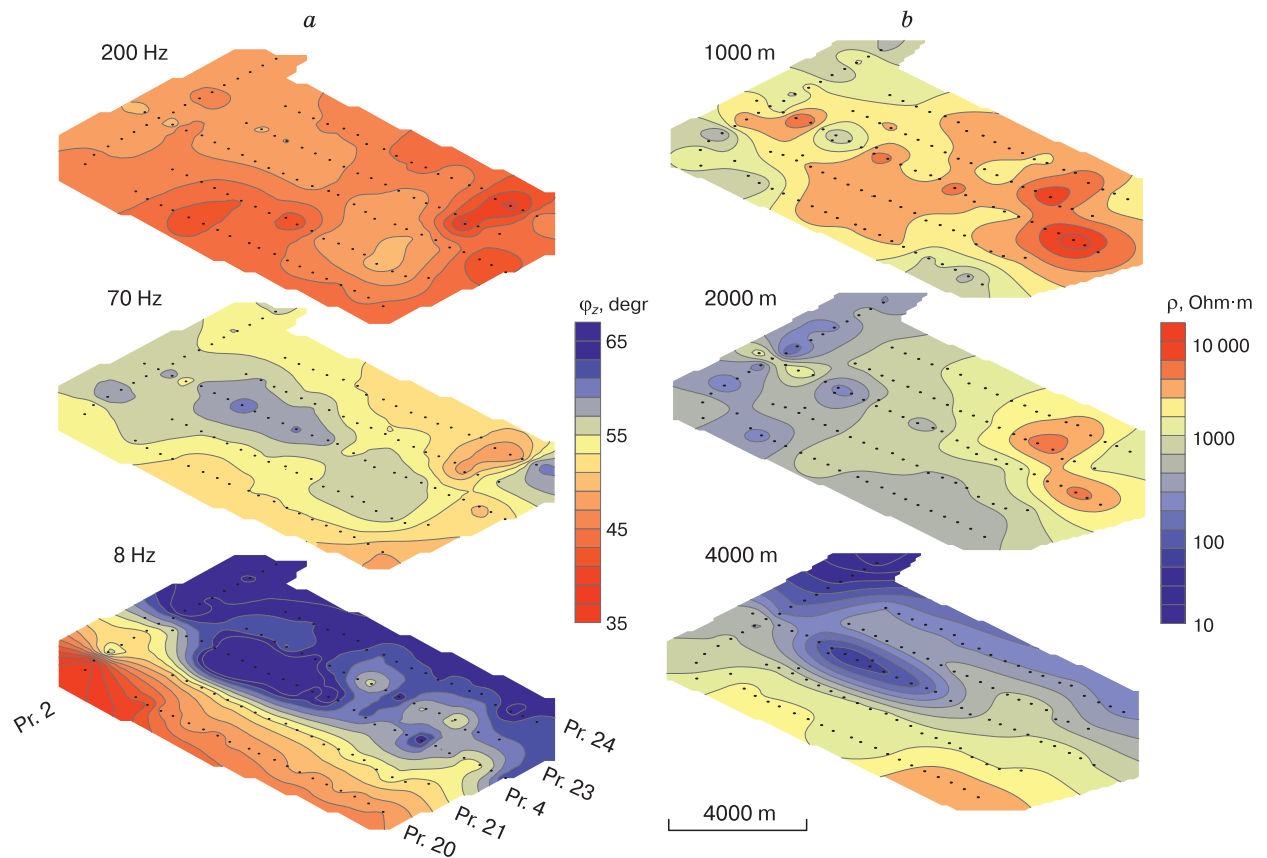 a
b
200 Hz
1000 m
70 Hz
2000 m
φz, degr
65
55
45
35
ρ, Ohm·m
10 000
1000
100
10
8 Hz
4000 m
Pr. 2
Pr. 24
Pr. 23
Pr. 4
Pr. 21
Pr. 20
4000 m